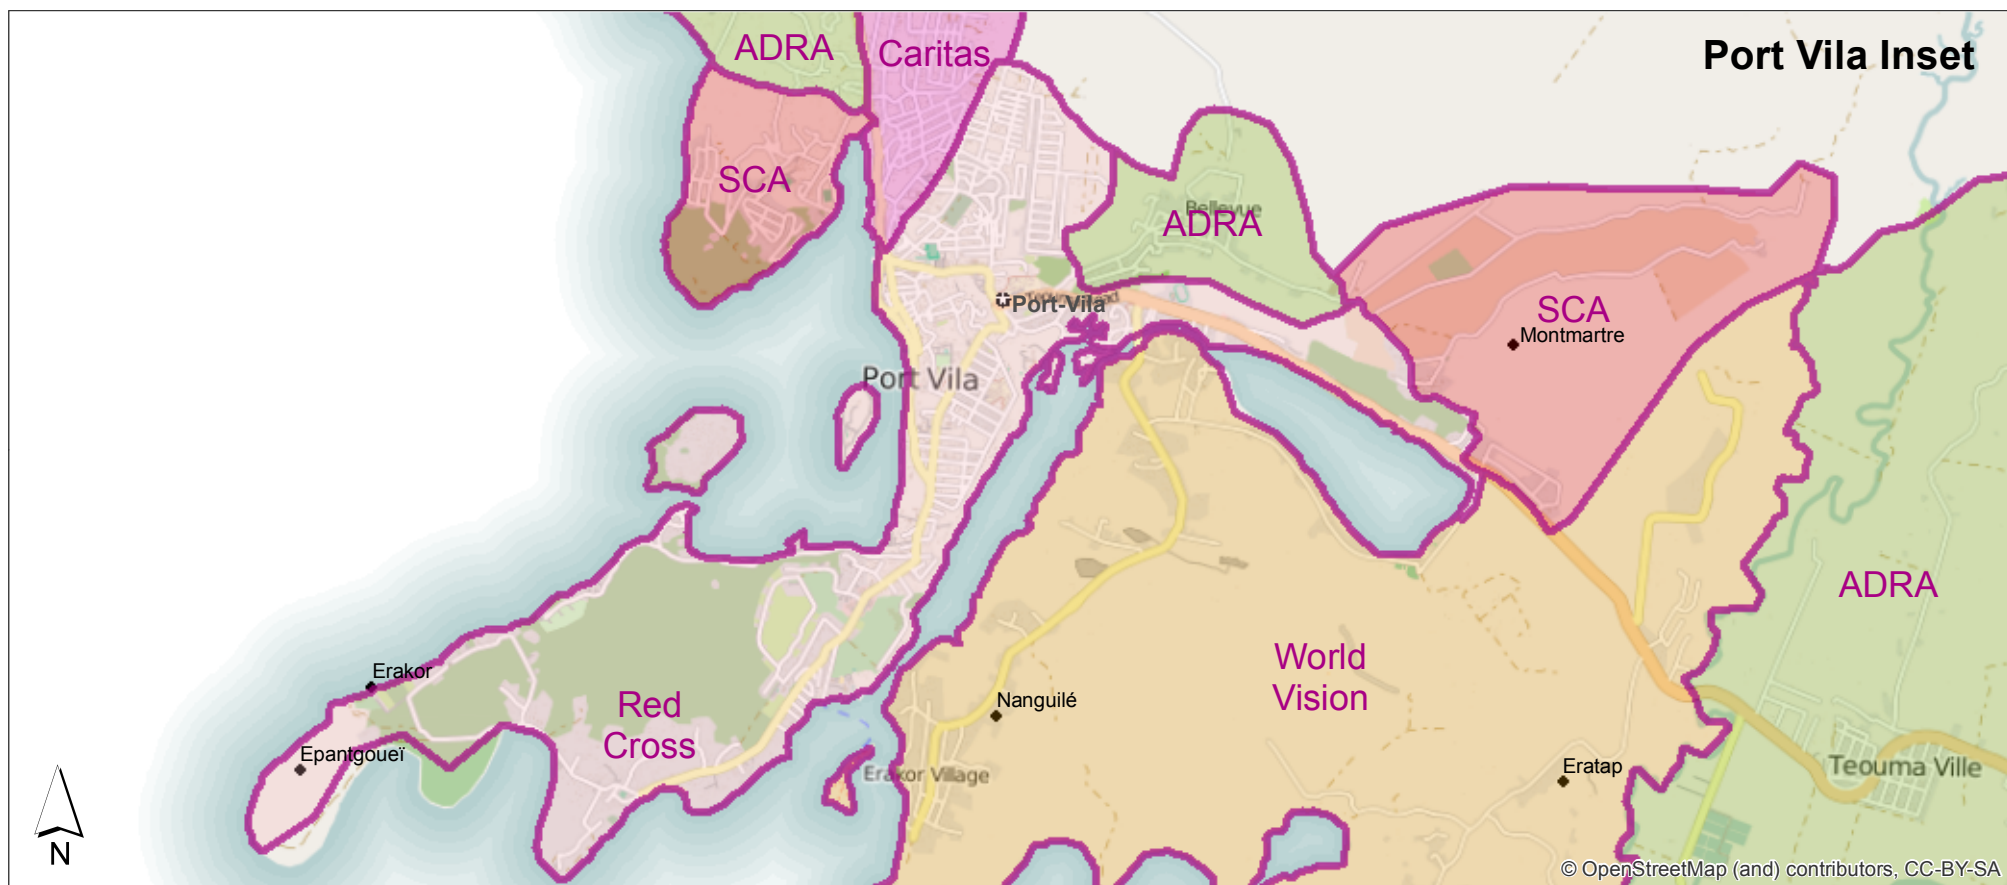 Port Vila Inset
ADRA
Caritas
SCA
Bellevue
ADRA
Port-Vila
SCA
Montmartre
Port Vila
ADRA
Erakor
World
Vision
Nanguilé
Red
Cross
Epantgoueï
Erakor Village
Eratap
Teouma Ville
N
© OpenStreetMap (and) contributors, CC-BY-SA